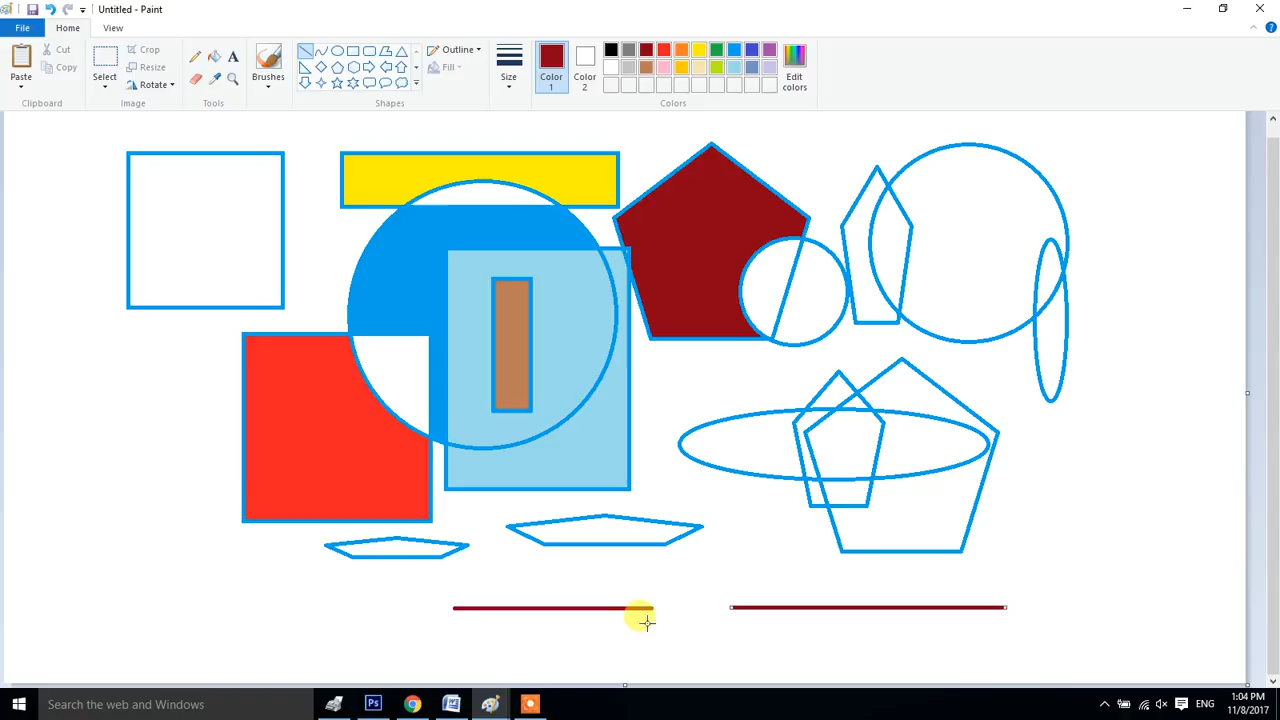 Untitled - Paint
File
Home
View
Paste
Cut
Copy
Clipboard
Select
Crop
Resize
Rotate
Image
A
Tools
Brushes
Outline
Fill
Shapes
Size
Color
1
Color
2
Edit
colors
Colors
Search the web and Windows
Ps
W
ENG
1:04 PM
11/8/2017